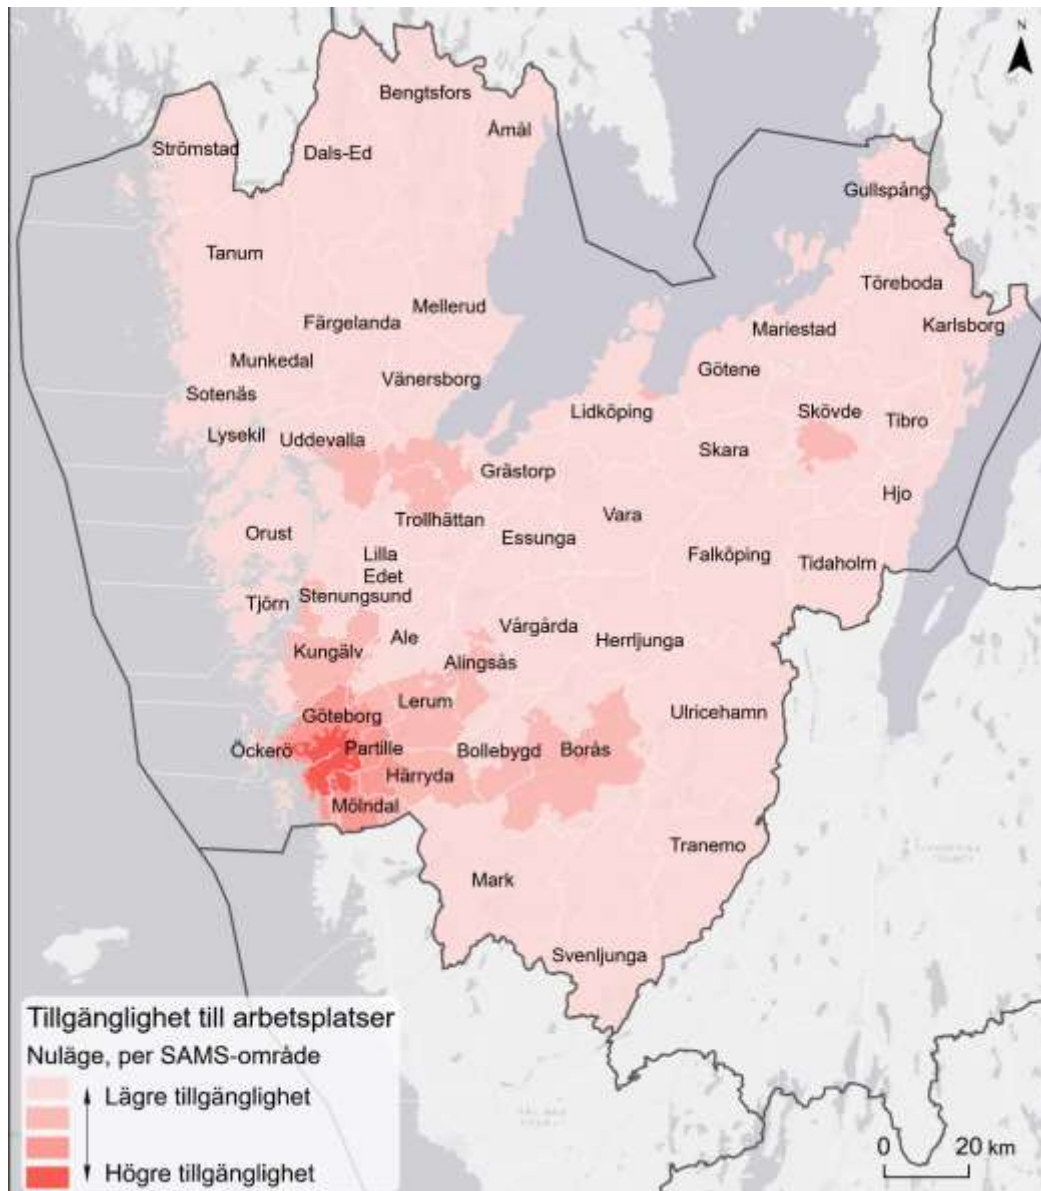 N
Bengtsfors
Åmål
Strömstad
Dals-Ed
Gullspång
Tanum
Töreboda
Mellerud
Färgelanda
Mariestad
Karlsborg
Munkedal
Götene
Vänersborg
Sotenäs
Lidköping
Skövde
Tibro
Lysekil
Uddevalla
Skara
Grästorp
Hjo
Trollhättan
Vara
Orust
Essunga
Lilla
Edet
Falköping
Tidaholm
Stenungsund
Tjörn
Vårgårda
Ale
Herrljunga
Kungälv
Alingsås
Lerum
Göteborg
Ulricehamn
Öckerö
Partille
Bollebygd
Borås
Härryda
Mölndal
Tranemo
Mark
Svenljunga
Tillgänglighet till arbetsplatser
Nuläge, per SAMS-område
Lägre tillgänglighet
Högre tillgänglighet
0 20 km